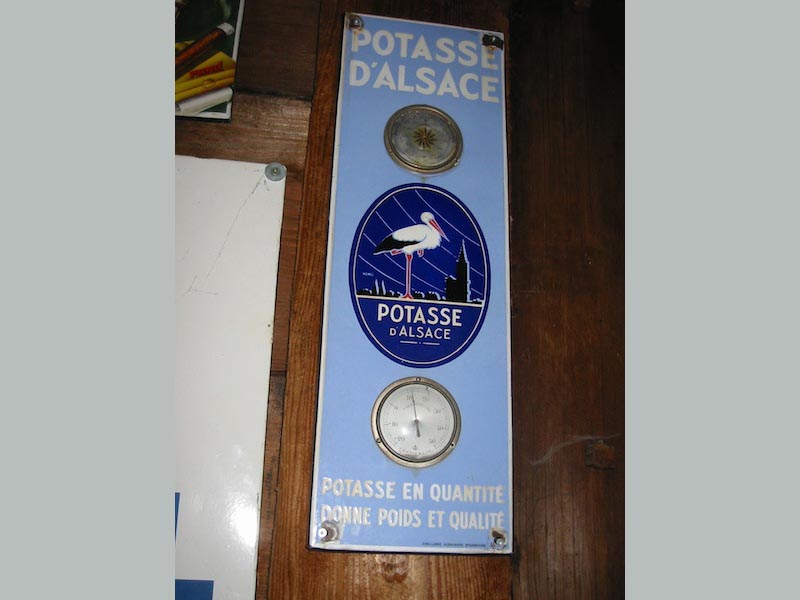 POTASSE
D'ALSACE
POTASSE
D'ALSACE
POTASSE EN QUANTITÉ
DONNE POIDS ET QUALITÉ